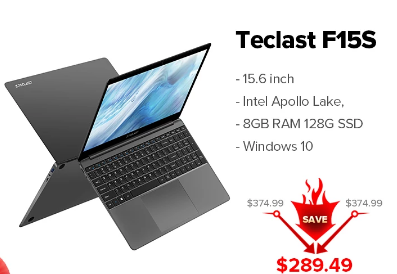 Teclast F15S
- 15.6 inch
- Intel Apollo Lake,
- 8GB RAM 128G SSD
- Windows 10
$374.99
$374.99
SAVE
$289.49